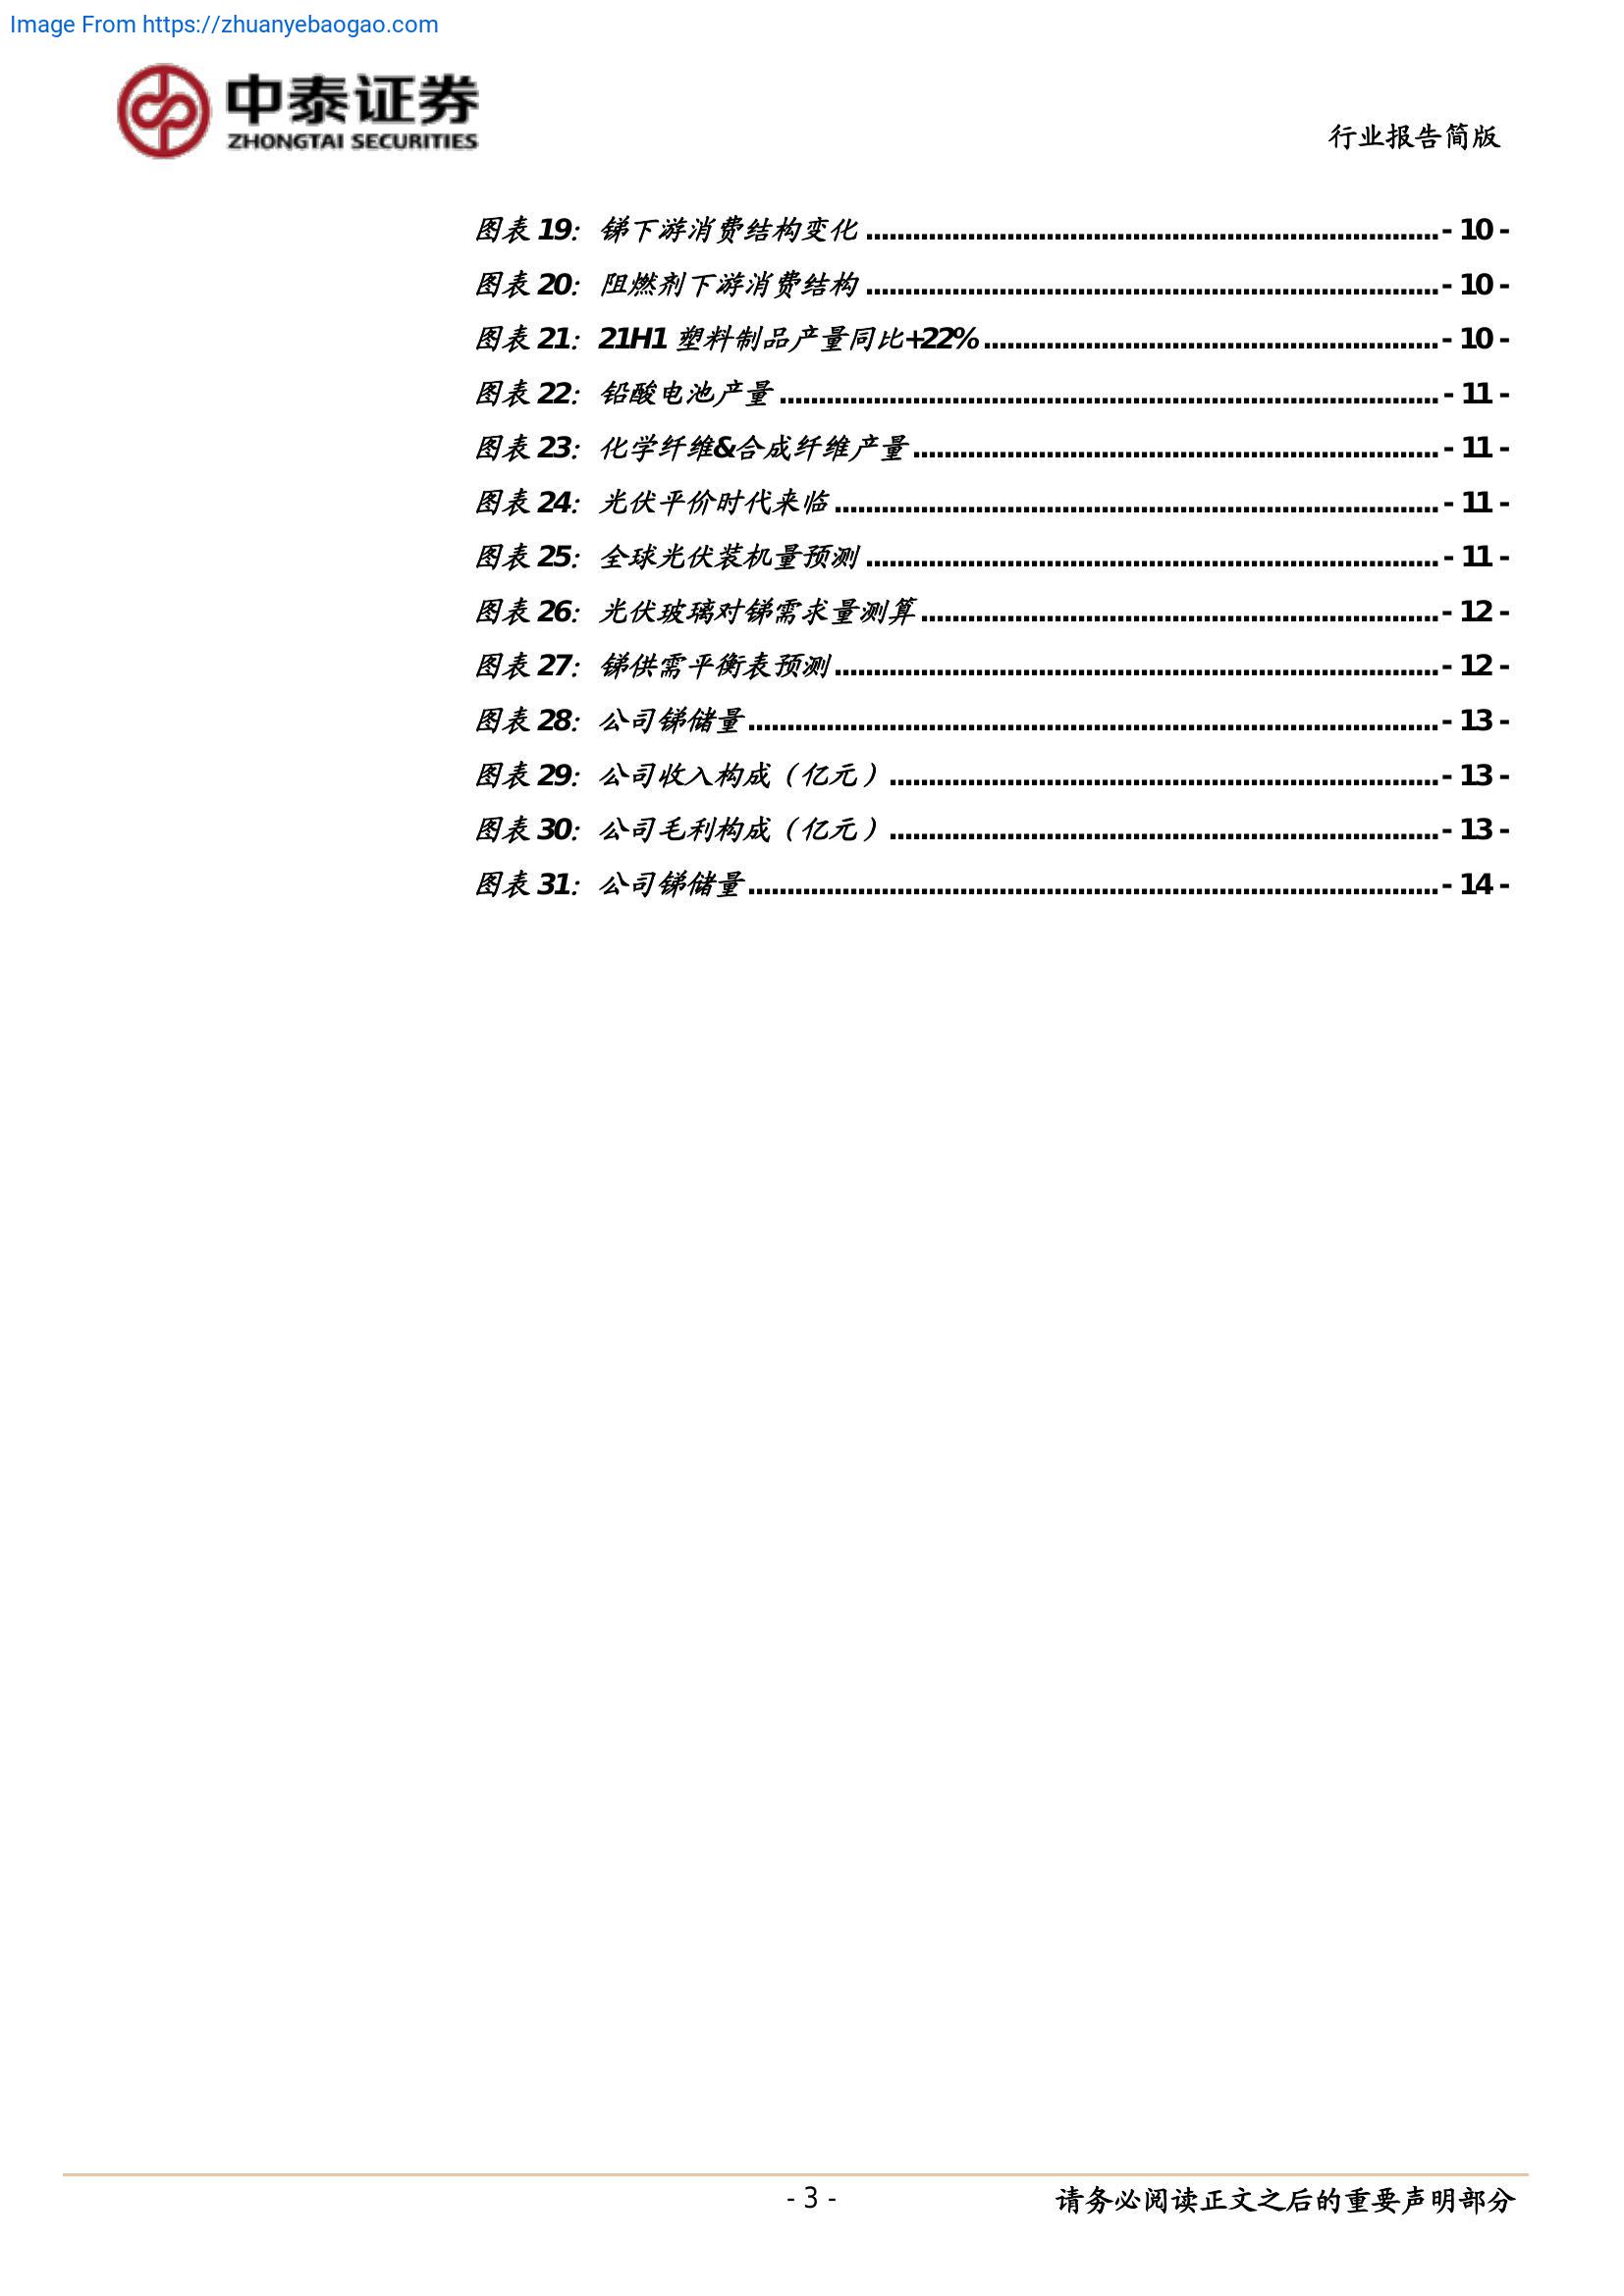 Image From https://zhuanyebaogao.com
中泰证券
ZHONGTAI SECURITIES
行业报告简版
图表 19：锑下游消费结构变化 ........................................................................ - 10 -
图表 20：阻燃剂下游消费结构 ........................................................................ - 10 -
图表 21：21H1 塑料制品产量同比+22% ......................................................... - 10 -
图表 22：铅酸电池产量 ................................................................................... - 11 -
图表 23：化学纤维&合成纤维产量 .................................................................. - 11 -
图表 24：光伏平价时代来临 ............................................................................ - 11 -
图表 25：全球光伏装机量预测 ........................................................................ - 11 -
图表 26：光伏玻璃对锑需求量测算 ................................................................. - 12 -
图表 27：锑供需平衡表预测 ............................................................................ - 12 -
图表 28：公司锑储量 ....................................................................................... - 13 -
图表 29：公司收入构成（亿元） ..................................................................... - 13 -
图表 30：公司毛利构成（亿元） ..................................................................... - 13 -
图表 31：公司锑储量 ....................................................................................... - 14 -
- 3 -
请务必阅读正文之后的重要声明部分